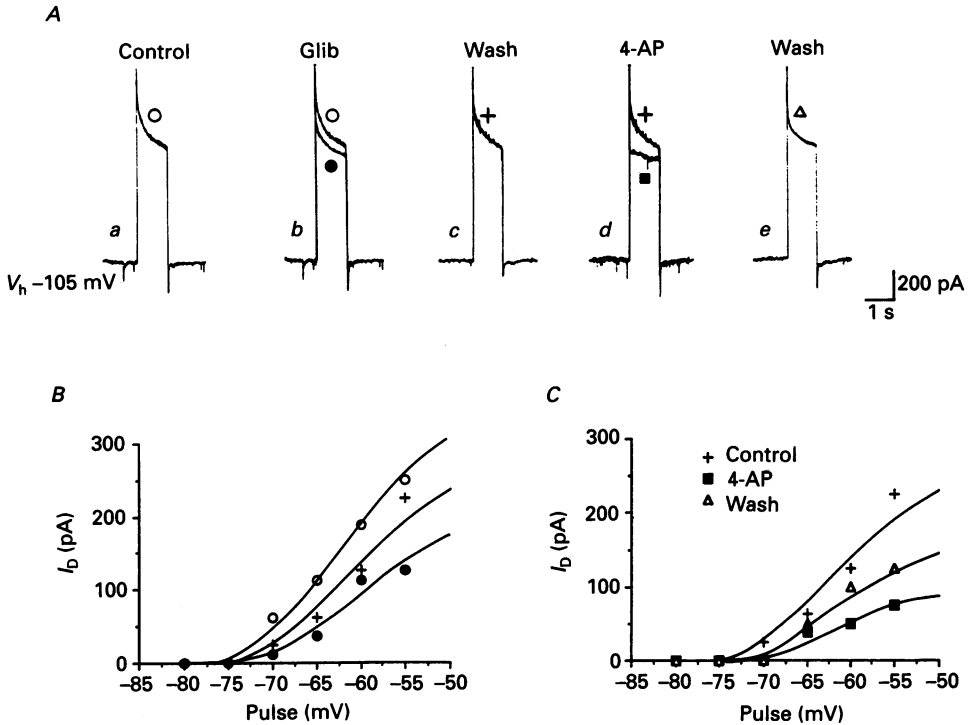 A
Control Glib Wash 4-AP Wash
a b c d e
Vh –105 mV
200 pA
1 s
B
300
200
100
0
ID (pA)
–85 –80 –75 –70 –65 –60 –55 –50
Pulse (mV)
C
300
200
100
0
ID (pA)
Control
4-AP
Wash
–85 –80 –75 –70 –65 –60 –55 –50
Pulse (mV)